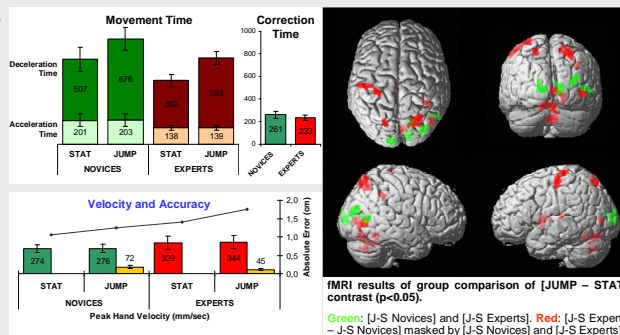 Movement Time
Correction
Time
Deceleration
Time
Acceleration
Time
507
676
392
583
201
203
138
139
STAT
JUMP
STAT
JUMP
NOVICES
EXPERTS
1000
800
600
400
200
0
261
233
NOVICES
EXPERTS
Velocity and Accuracy
2,0
1,5
1,0
0,5
0,0
Absolute Error (cm)
274
276
72
339
344
45
STAT
JUMP
STAT
JUMP
NOVICES
EXPERTS
Peak Hand Velocity (mm/sec)
fMRI results of group comparison of [JUMP – STAT
contrast (p<0.05).
Green: [J-S Novices] and [J-S Experts]. Red: [J-S Expert
– J-S Novices] masked by [J-S Novices] and [J-S Experts]